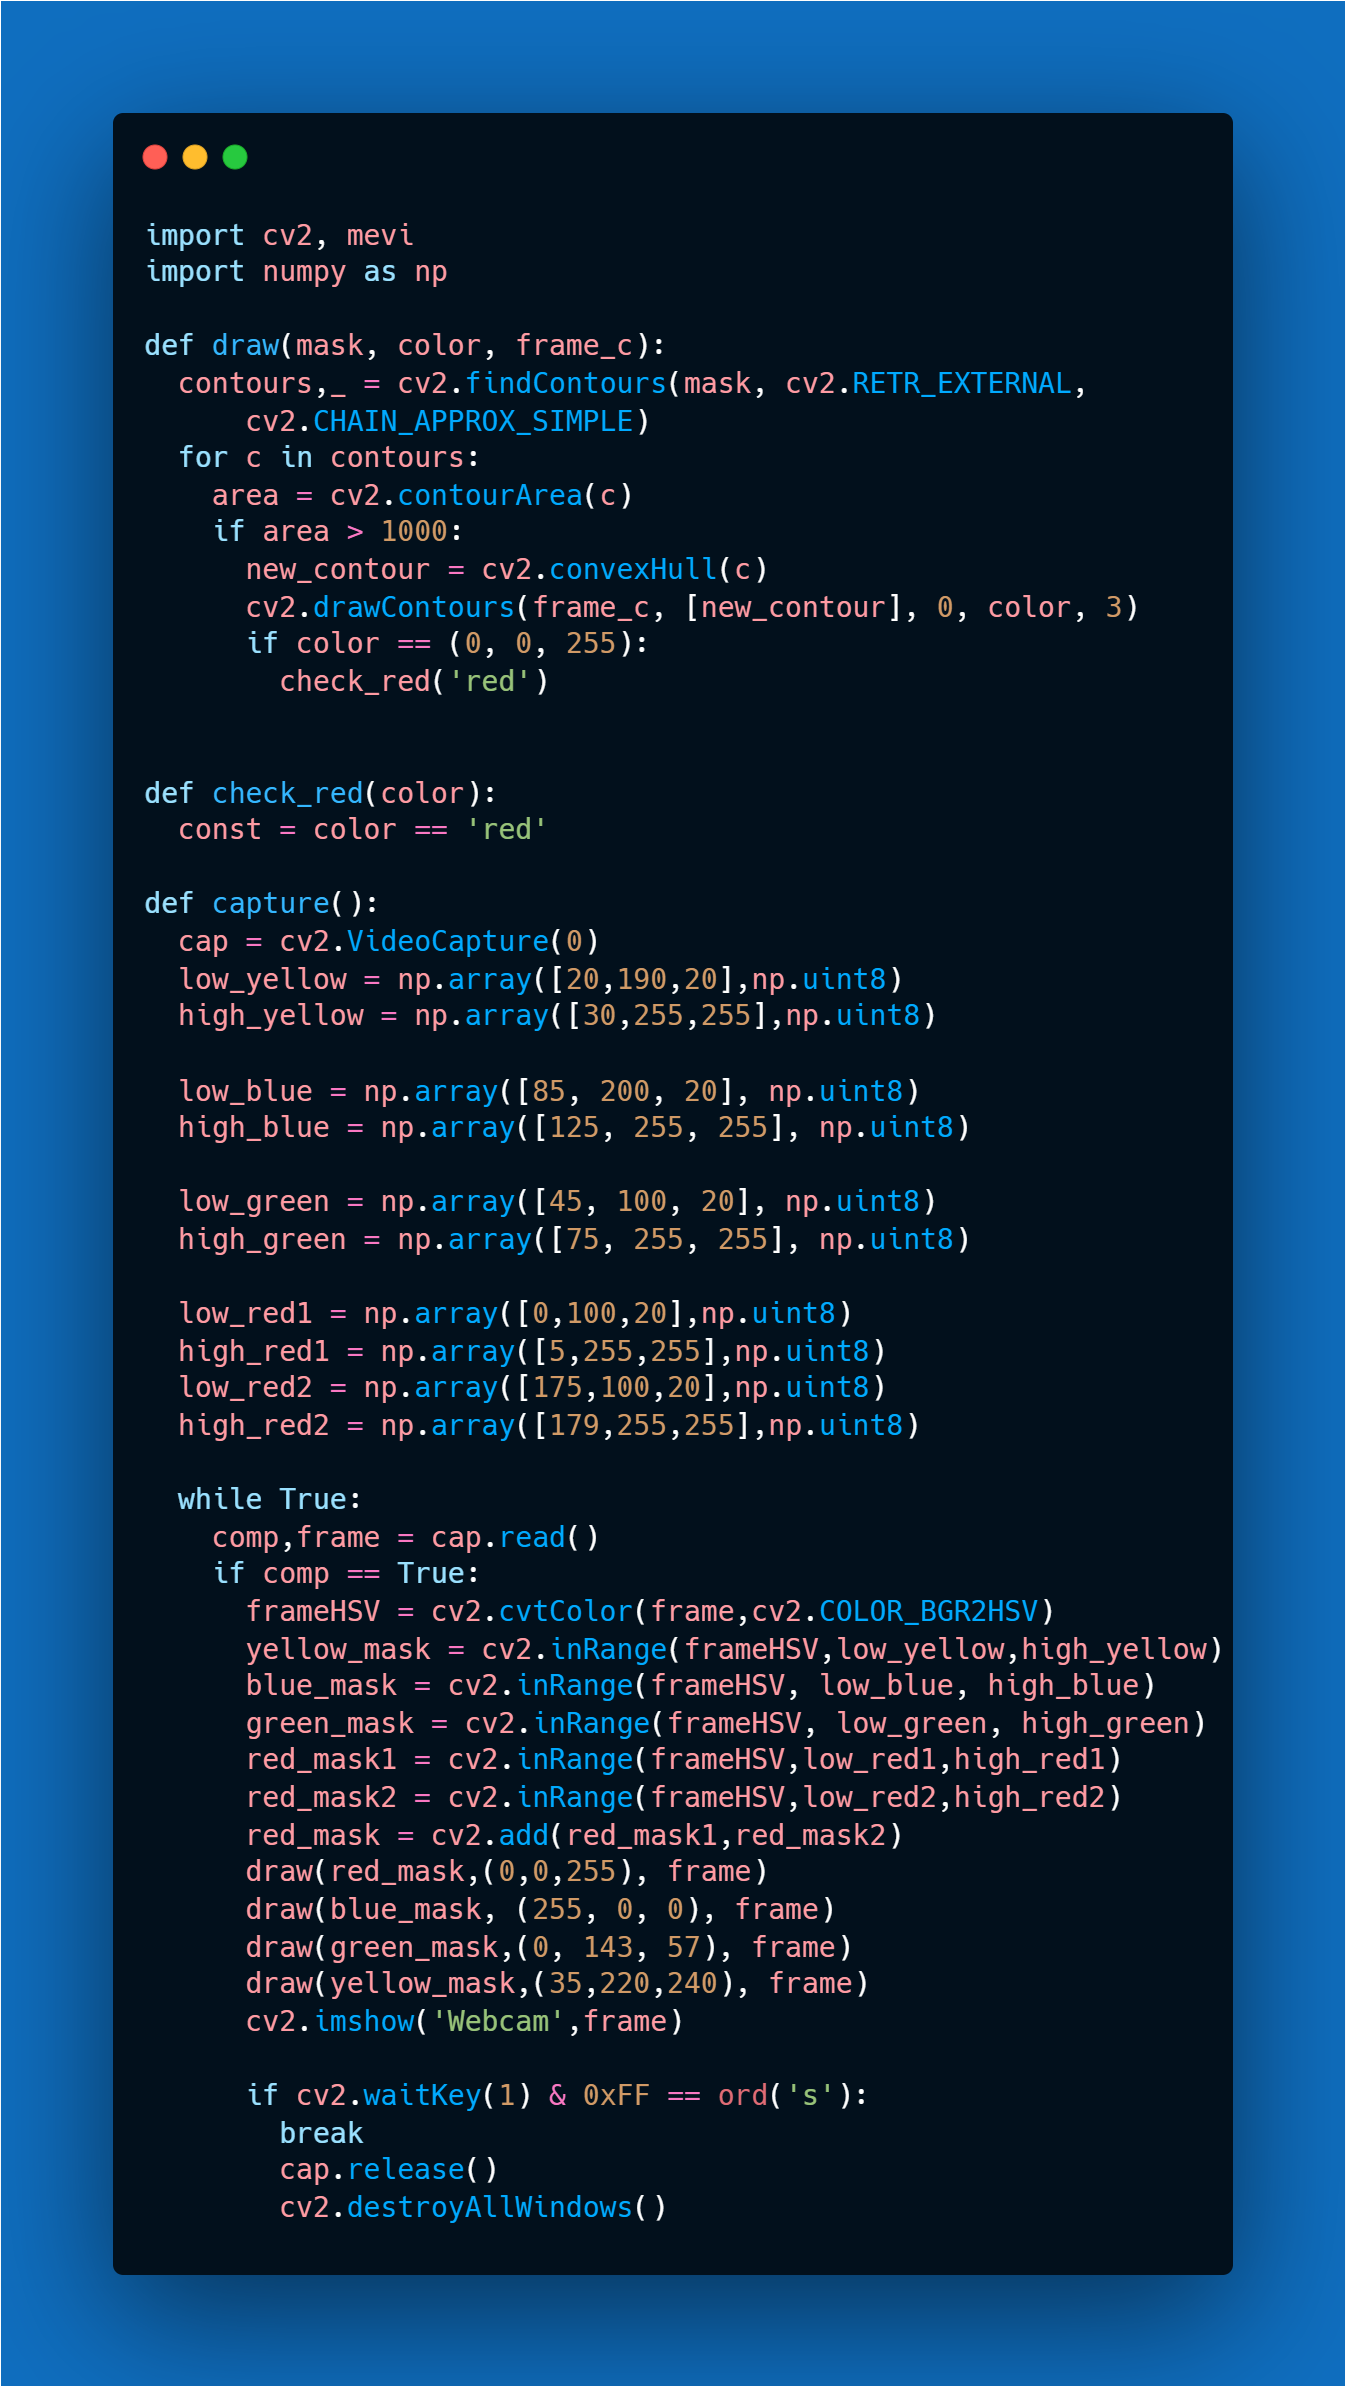 import cv2, mevi
import numpy as np

def draw(mask, color, frame_c):
  contours,_ = cv2.findContours(mask, cv2.RETR_EXTERNAL,
      cv2.CHAIN_APPROX_SIMPLE)
  for c in contours:
    area = cv2.contourArea(c)
    if area > 1000:
      new_contour = cv2.convexHull(c)
      cv2.drawContours(frame_c, [new_contour], 0, color, 3)
      if color == (0, 0, 255):
        check_red('red')

def check_red(color):
  const = color == 'red'

def capture():
  cap = cv2.VideoCapture(0)
  low_yellow = np.array([20,190,20],np.uint8)
  high_yellow = np.array([30,255,255],np.uint8)

  low_blue = np.array([85, 200, 20], np.uint8)
  high_blue = np.array([125, 255, 255], np.uint8)

  low_green = np.array([45, 100, 20], np.uint8)
  high_green = np.array([75, 255, 255], np.uint8)

  low_red1 = np.array([0,100,20],np.uint8)
  high_red1 = np.array([5,255,255],np.uint8)
  low_red2 = np.array([175,100,20],np.uint8)
  high_red2 = np.array([179,255,255],np.uint8)

  while True:
    comp,frame = cap.read()
    if comp == True:
      frameHSV = cv2.cvtColor(frame,cv2.COLOR_BGR2HSV)
      yellow_mask = cv2.inRange(frameHSV,low_yellow,high_yellow)
      blue_mask = cv2.inRange(frameHSV, low_blue, high_blue)
      green_mask = cv2.inRange(frameHSV, low_green, high_green)
      red_mask1 = cv2.inRange(frameHSV,low_red1,high_red1)
      red_mask2 = cv2.inRange(frameHSV,low_red2,high_red2)
      red_mask = cv2.add(red_mask1,red_mask2)
      draw(red_mask,(0,0,255), frame)
      draw(blue_mask, (255, 0, 0), frame)
      draw(green_mask,(0, 143, 57), frame)
      draw(yellow_mask,(35,220,240), frame)
      cv2.imshow('Webcam',frame)

      if cv2.waitKey(1) & 0xFF == ord('s'):
        break
        cap.release()
        cv2.destroyAllWindows()